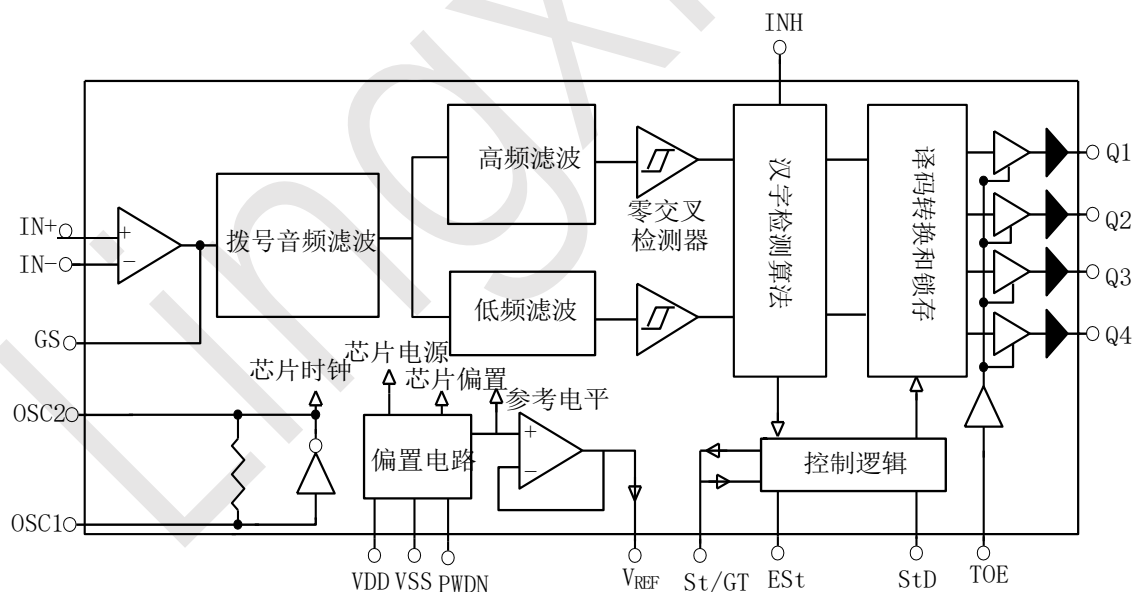 INH
高频滤波
零交叉
检测器
汉字检测算法
译码转换和锁存
Q1
Q2
Q3
Q4
IN+
IN-
+
-
拨号音频滤波
低频滤波
GS
芯片时钟
芯片电源
芯片偏置
参考电平
OSC2
OSC1
偏置电路
+
-
控制逻辑
VDD
VSS
PWDN
VREF
St/GT
ESt
StD
TOE